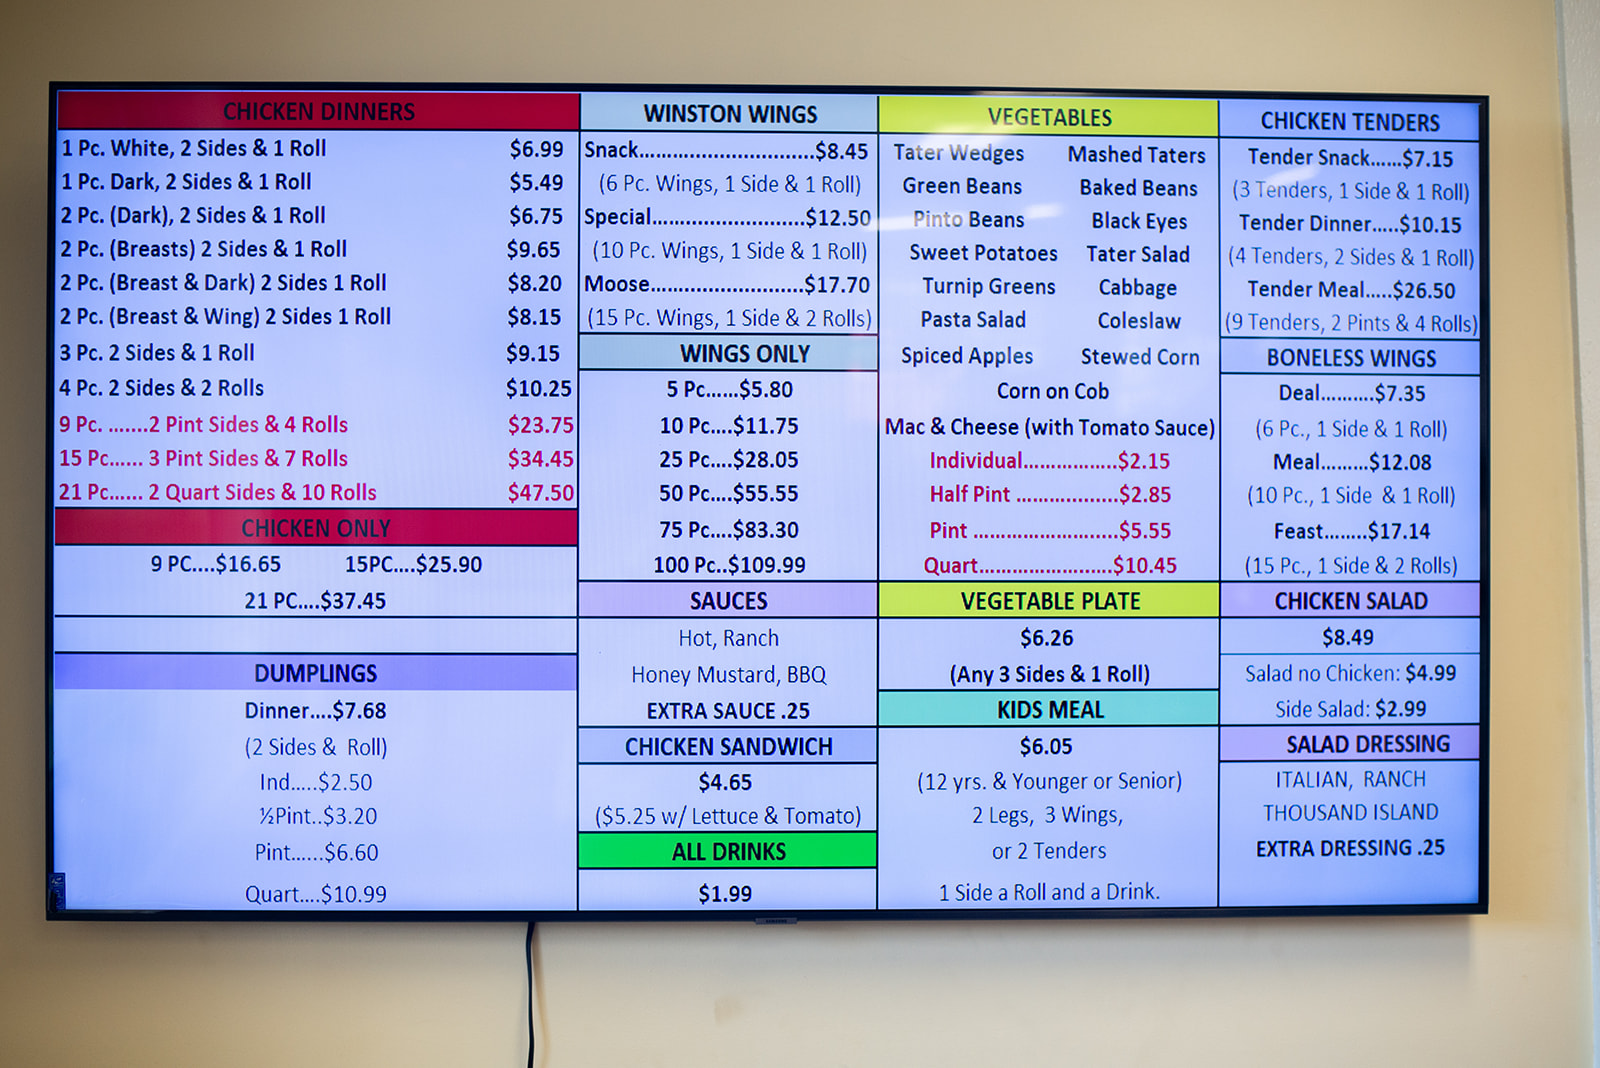 CHICKEN DINNERS
1 Pc. White, 2 Sides & 1 Roll $6.99
1 Pc. Dark, 2 Sides & 1 Roll $5.49
2 Pc. (Dark), 2 Sides & 1 Roll $6.75
2 Pc. (Breasts) 2 Sides & 1 Roll $9.65
2 Pc. (Breast & Dark) 2 Sides 1 Roll $8.20
2 Pc. (Breast & Wing) 2 Sides 1 Roll $8.15
3 Pc. 2 Sides & 1 Roll $9.15
4 Pc. 2 Sides & 2 Rolls $10.25
9 Pc. .......2 Pint Sides & 4 Rolls $23.75
15 Pc...... 3 Pint Sides & 7 Rolls $34.45
21 Pc...... 2 Quart Sides & 10 Rolls $47.50
CHICKEN ONLY
9 PC....$16.65 15PC....$25.90
21 PC....$37.45
DUMPLINGS
Dinner....$7.68
(2 Sides & Roll)
Ind.....$2.50
½Pint..$3.20
Pint......$6.60
Quart....$10.99
WINSTON WINGS
Snack..............................$8.45
(6 Pc. Wings, 1 Side & 1 Roll)
Special..........................$12.50
(10 Pc. Wings, 1 Side & 1 Roll)
Moose..........................$17.70
(15 Pc. Wings, 1 Side & 2 Rolls)
WINGS ONLY
5 Pc......$5.80
10 Pc....$11.75
25 Pc....$28.05
50 Pc....$55.55
75 Pc....$83.30
100 Pc..$109.99
SAUCES
Hot, Ranch
Honey Mustard, BBQ
EXTRA SAUCE .25
CHICKEN SANDWICH
$4.65
($5.25 w/ Lettuce & Tomato)
ALL DRINKS
$1.99
VEGETABLES
Tater Wedges Mashed Taters
Green Beans Baked Beans
Pinto Beans Black Eyes
Sweet Potatoes Tater Salad
Turnip Greens Cabbage
Pasta Salad Coleslaw
Spiced Apples Stewed Corn
Corn on Cob
Mac & Cheese (with Tomato Sauce)
Individual................$2.15
Half Pint ..................$2.85
Pint .........................$5.55
Quart.......................$10.45
VEGETABLE PLATE
$6.26
(Any 3 Sides & 1 Roll)
KIDS MEAL
$6.05
(12 yrs. & Younger or Senior)
2 Legs, 3 Wings,
or 2 Tenders
1 Side a Roll and a Drink.
CHICKEN TENDERS
Tender Snack......$7.15
(3 Tenders, 1 Side & 1 Roll)
Tender Dinner.....$10.15
(4 Tenders, 2 Sides & 1 Roll)
Tender Meal.....$26.50
(9 Tenders, 2 Pints & 4 Rolls)
BONELESS WINGS
Deal..........$7.35
(6 Pc., 1 Side & 1 Roll)
Meal.........$12.08
(10 Pc., 1 Side & 1 Roll)
Feast........$17.14
(15 Pc., 1 Side & 2 Rolls)
CHICKEN SALAD
$8.49
Salad no Chicken: $4.99
Side Salad: $2.99
SALAD DRESSING
ITALIAN, RANCH
THOUSAND ISLAND
EXTRA DRESSING .25
SAMSUNG